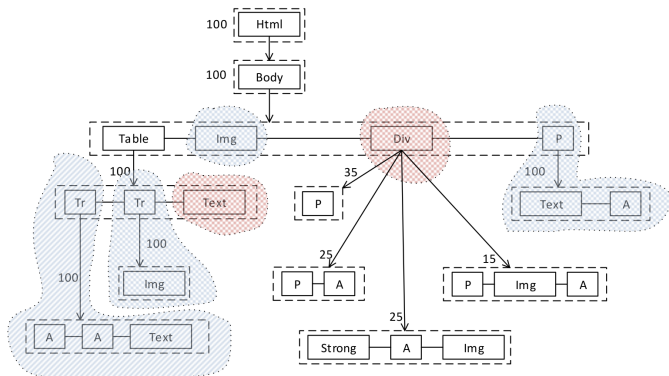 100 Html
100 Body
Table Img Div P
100 35 100
Tr Tr Text P Text A
100 25 15
100 Img P A P Img A
25
A A Text Strong A Img